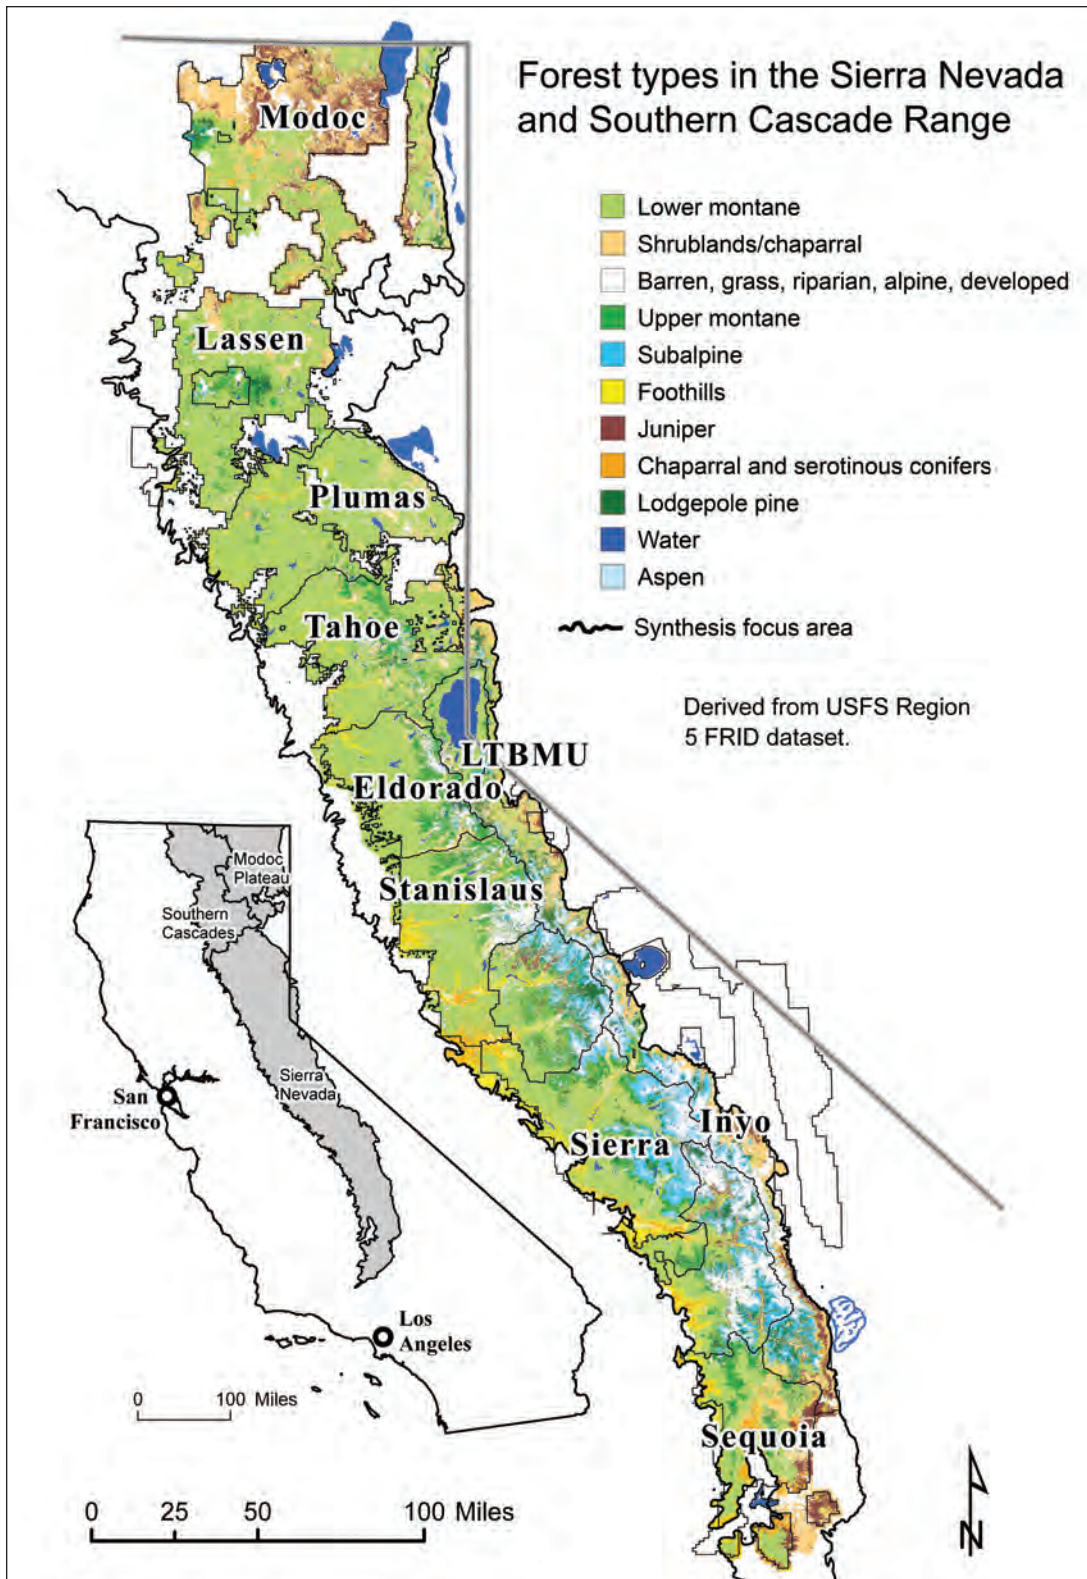 Forest types in the Sierra Nevada
and Southern Cascade Range
Lower montane
Shrublands/chaparral
Barren, grass, riparian, alpine, developed
Upper montane
Subalpine
Foothills
Juniper
Chaparral and serotinous conifers
Lodgepole pine
Water
Aspen
Synthesis focus area
Derived from USFS Region
5 FRID dataset.
Modoc
Lassen
Plumas
Tahoe
LTBMU
Eldorado
Stanislaus
Inyo
Sierra
Sequoia
Modoc
Plateau
Southern
Cascades
Sierra
Nevada
San
Francisco
Los
Angeles
0 100 Miles
0 25 50 100 Miles
N